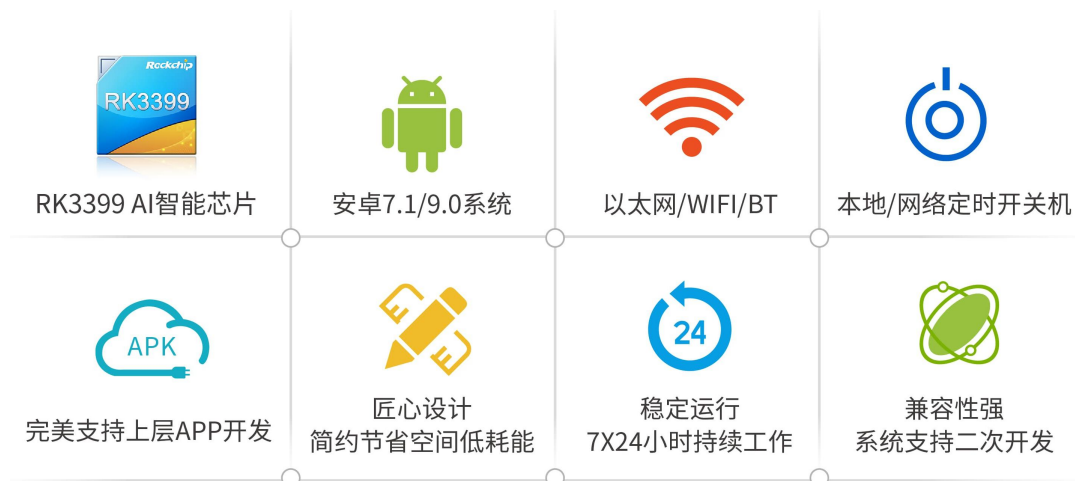 Rockchip
RK3399
RK3399 AI智能芯片
安卓7.1/9.0系统
以太网/WIFI/BT
本地/网络定时开关机
APK
完美支持上层APP开发
匠心设计
简约节省空间低耗能
24
稳定运行
7X24小时持续工作
兼容性强
系统支持二次开发